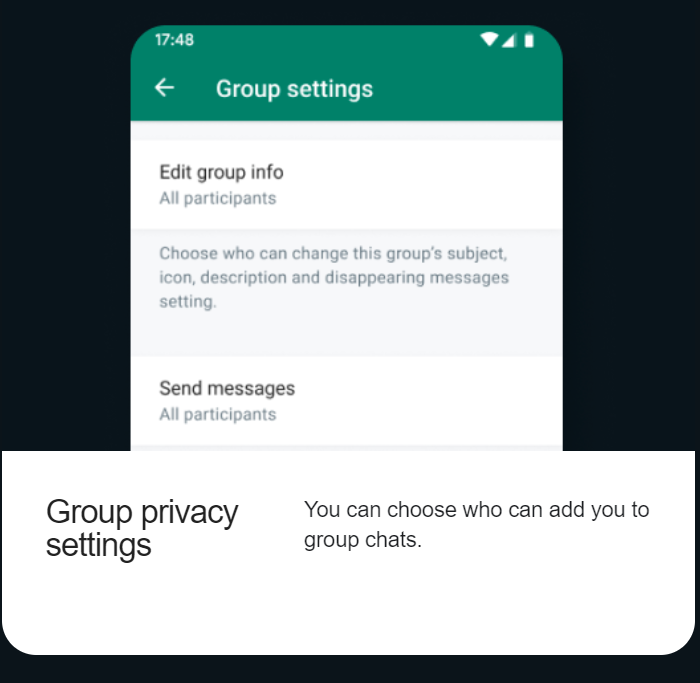 17:48
Group settings
Edit group info
All participants
Choose who can change this group's subject,
icon, description and disappearing messages
setting.
Send messages
All participants
Group privacy
settings
You can choose who can add you to
group chats.